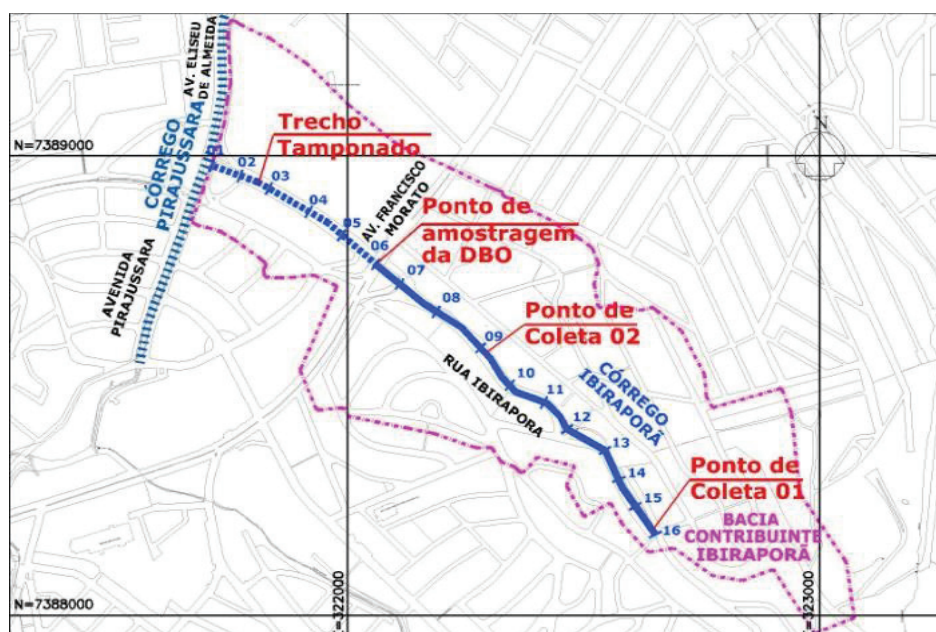 AV. ELISEU
DE ALMEIDA
CÓRREGO
PIRAJUSSARA
AVENIDA
PIRAJUSSARA
N=7389000
Trecho
Tamponado
02
03
04
05
06
AV. FRANCISCO
MORATO
Ponto de
amostragem
da DBO
07
08
09
Ponto de
Coleta 02
RUA IBIRAPORA
CÓRREGO
IBIRAPORÃ
10
11
12
13
14
15
16
Ponto de
Coleta 01
BACIA
CONTRIBUINTE
IBIRAPORÃ
N
N=7388000
E=322000
E=323000